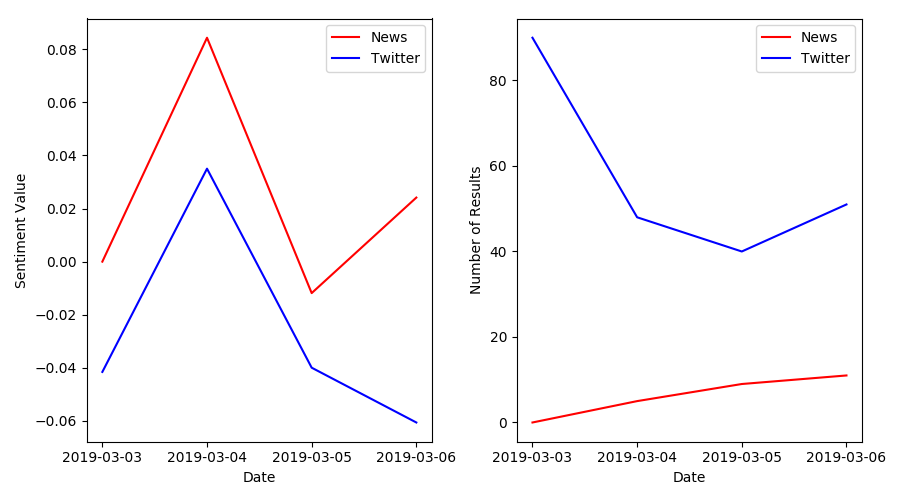 News
Twitter
0.08
0.06
0.04
0.02
0.00
−0.02
−0.04
−0.06
Sentiment Value
2019-03-03 2019-03-04 2019-03-05 2019-03-06
Date
News
Twitter
80
60
40
20
0
Number of Results
2019-03-03 2019-03-04 2019-03-05 2019-03-06
Date